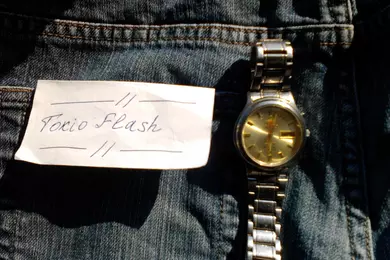 — // —
Tokio Flash
— // —